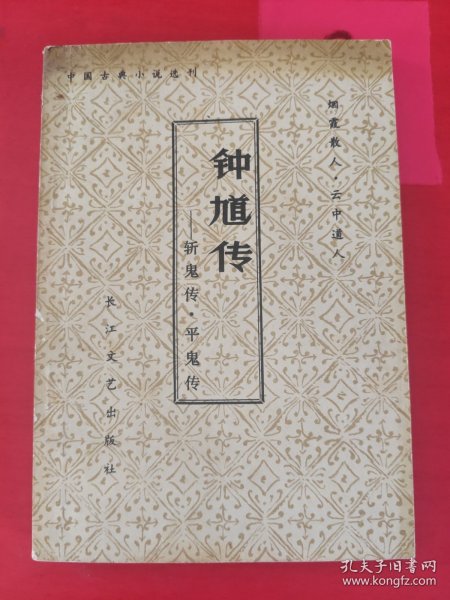 中国古典小说选刊
烟霞散人·云中道人
钟馗传
——斩鬼传·平鬼传
长江文艺出版社
孔夫子旧书网
www.kongfz.com